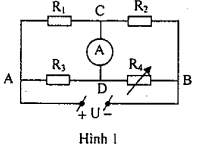 C
R₁ R₂
A
A R₃ D R₄ B
+ U −
Hình 1